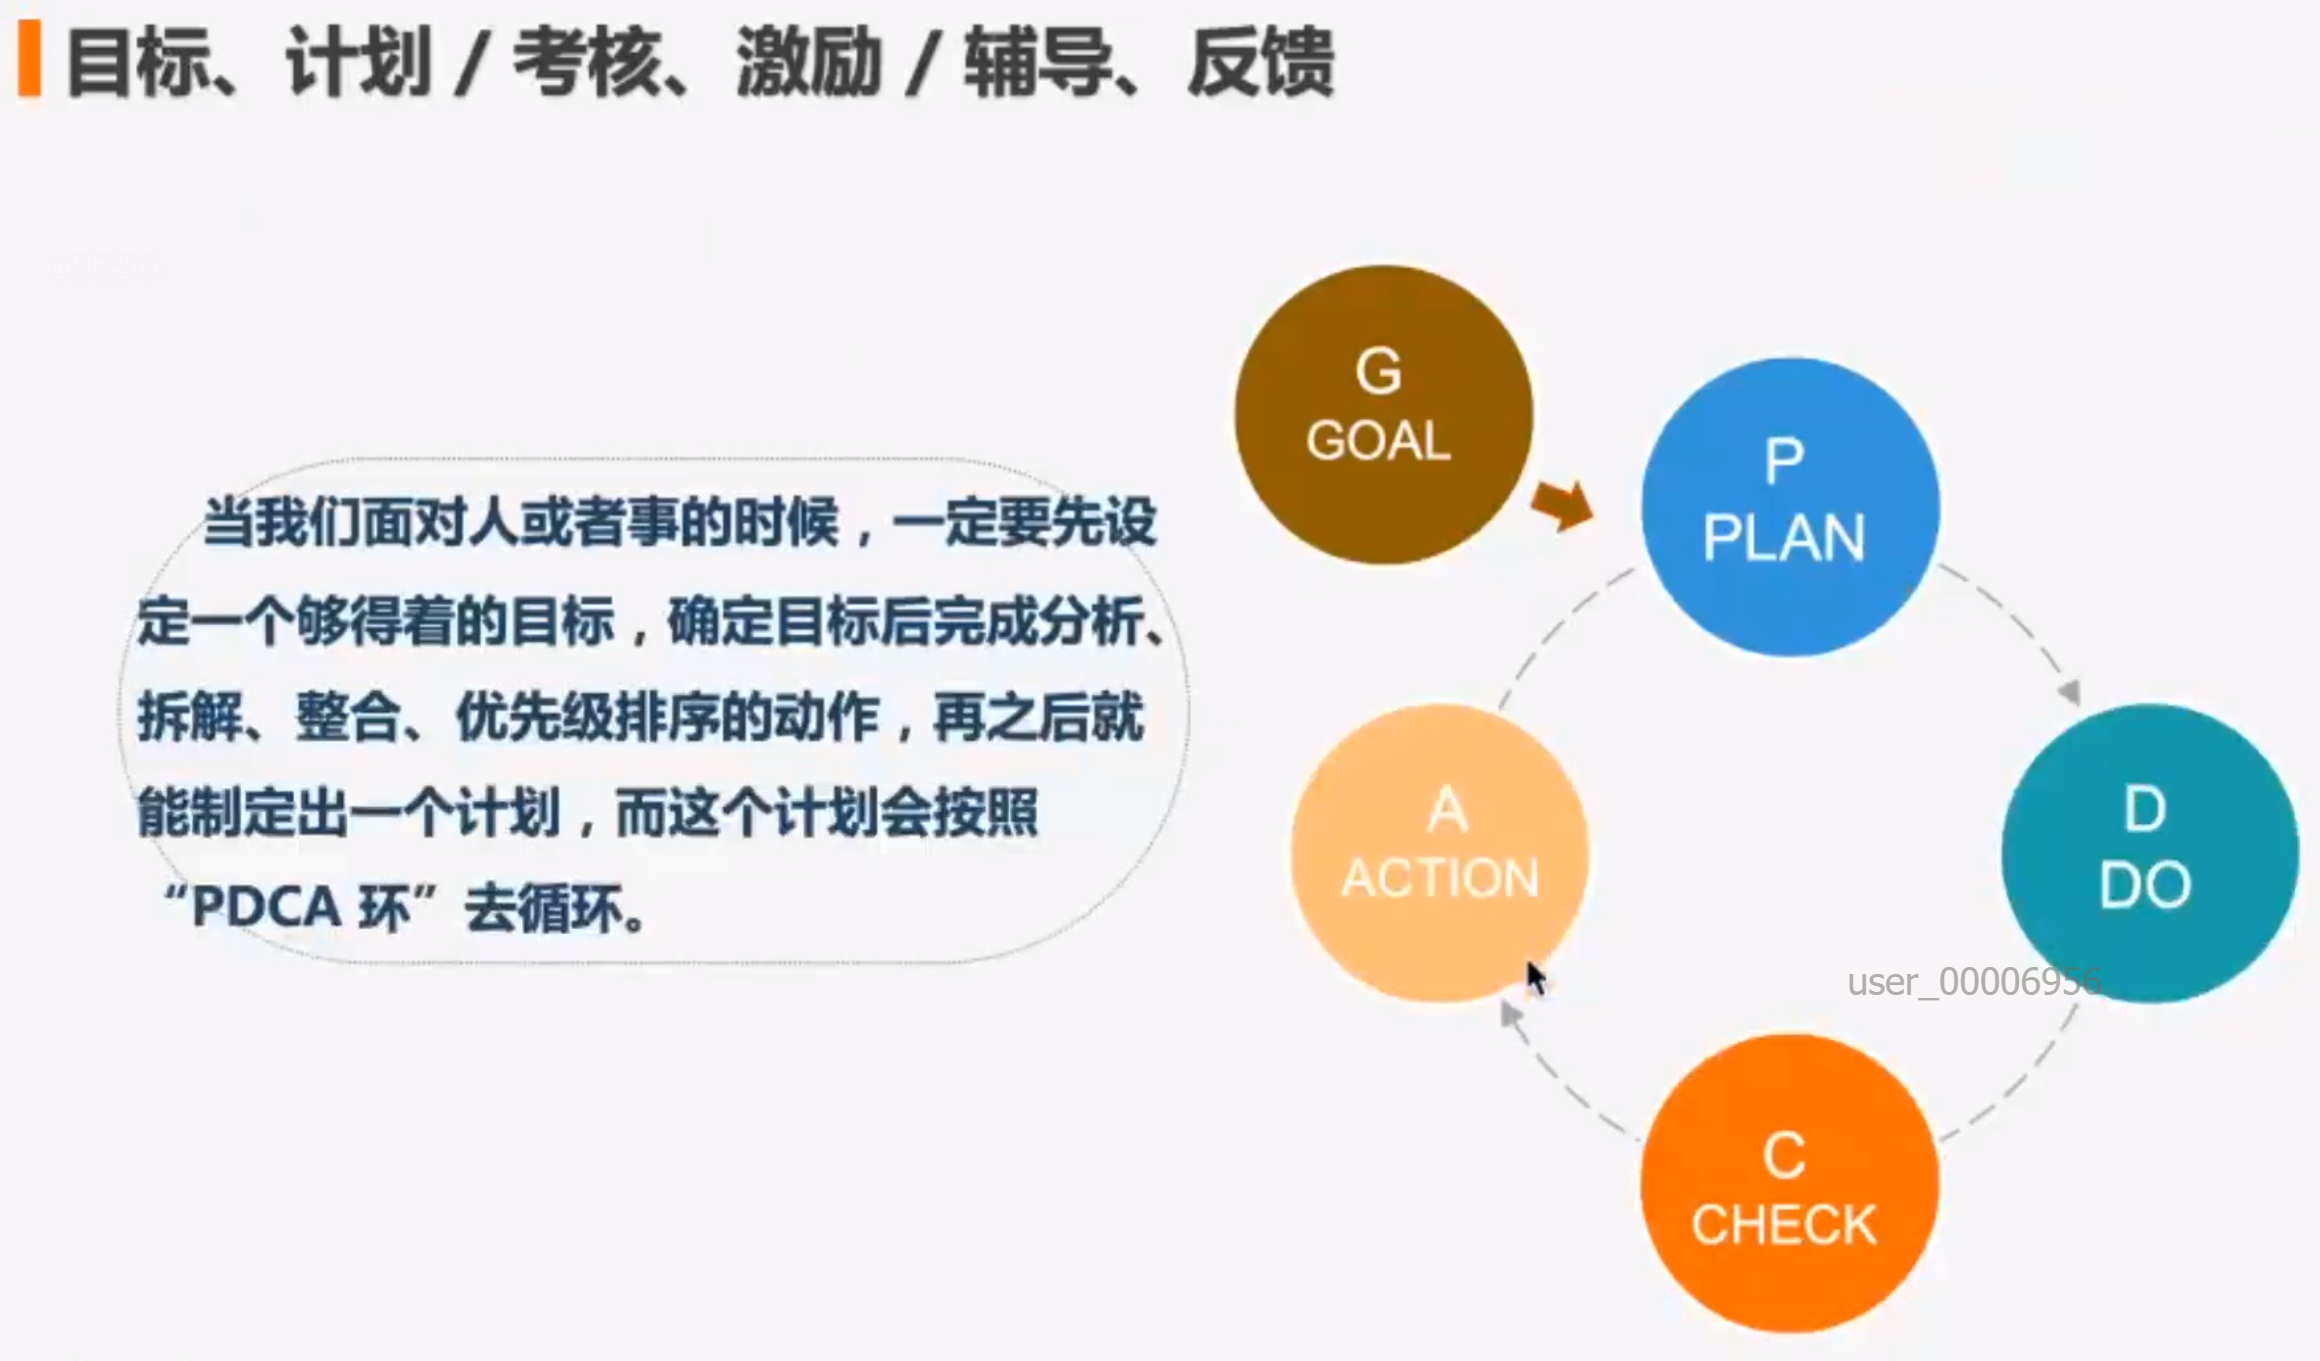 目标、计划 / 考核、激励 / 辅导、反馈
当我们面对人或者事的时候，一定要先设
定一个够得着的目标，确定目标后完成分析、
拆解、整合、优先级排序的动作，再之后就
能制定出一个计划，而这个计划会按照
“PDCA 环”去循环。
G
GOAL
P
PLAN
A
ACTION
D
DO
C
CHECK
user_00006956